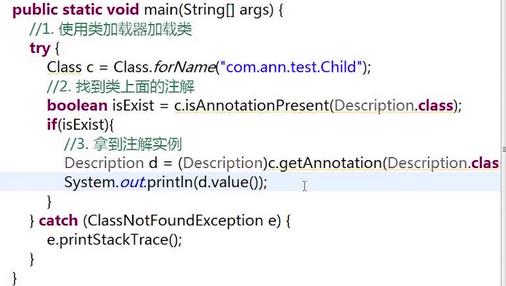 public static void main(String[] args) {
//1. 使用类加载器加载类
try {
Class c = Class.forName("com.ann.test.Child");
//2. 找到类上面的注解
boolean isExist = c.isAnnotationPresent(Description.class);
if(isExist){
//3. 拿到注解实例
Description d = (Description)c.getAnnotation(Description.clas
System.out.println(d.value());
}
} catch (ClassNotFoundException e) {
e.printStackTrace();
}
}